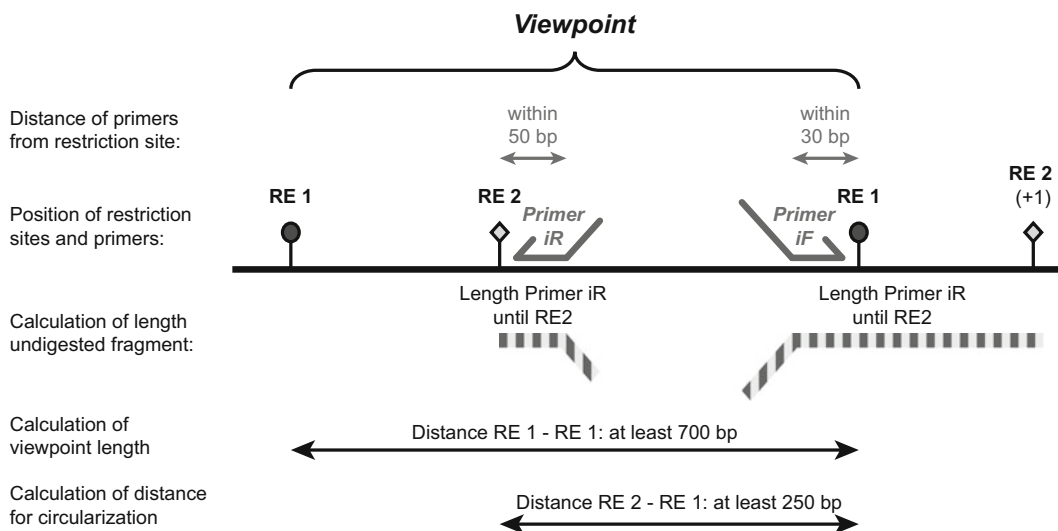 Viewpoint
Distance of primers
from restriction site:
within
50 bp
within
30 bp
RE 1
RE 2
RE 1
RE 2
(+1)
Position of restriction
sites and primers:
Primer
iR
Primer
iF
Calculation of length
undigested fragment:
Length Primer iR
until RE2
Length Primer iR
until RE2
Calculation of
viewpoint length
Distance RE 1 - RE 1: at least 700 bp
Calculation of distance
for circularization
Distance RE 2 - RE 1: at least 250 bp